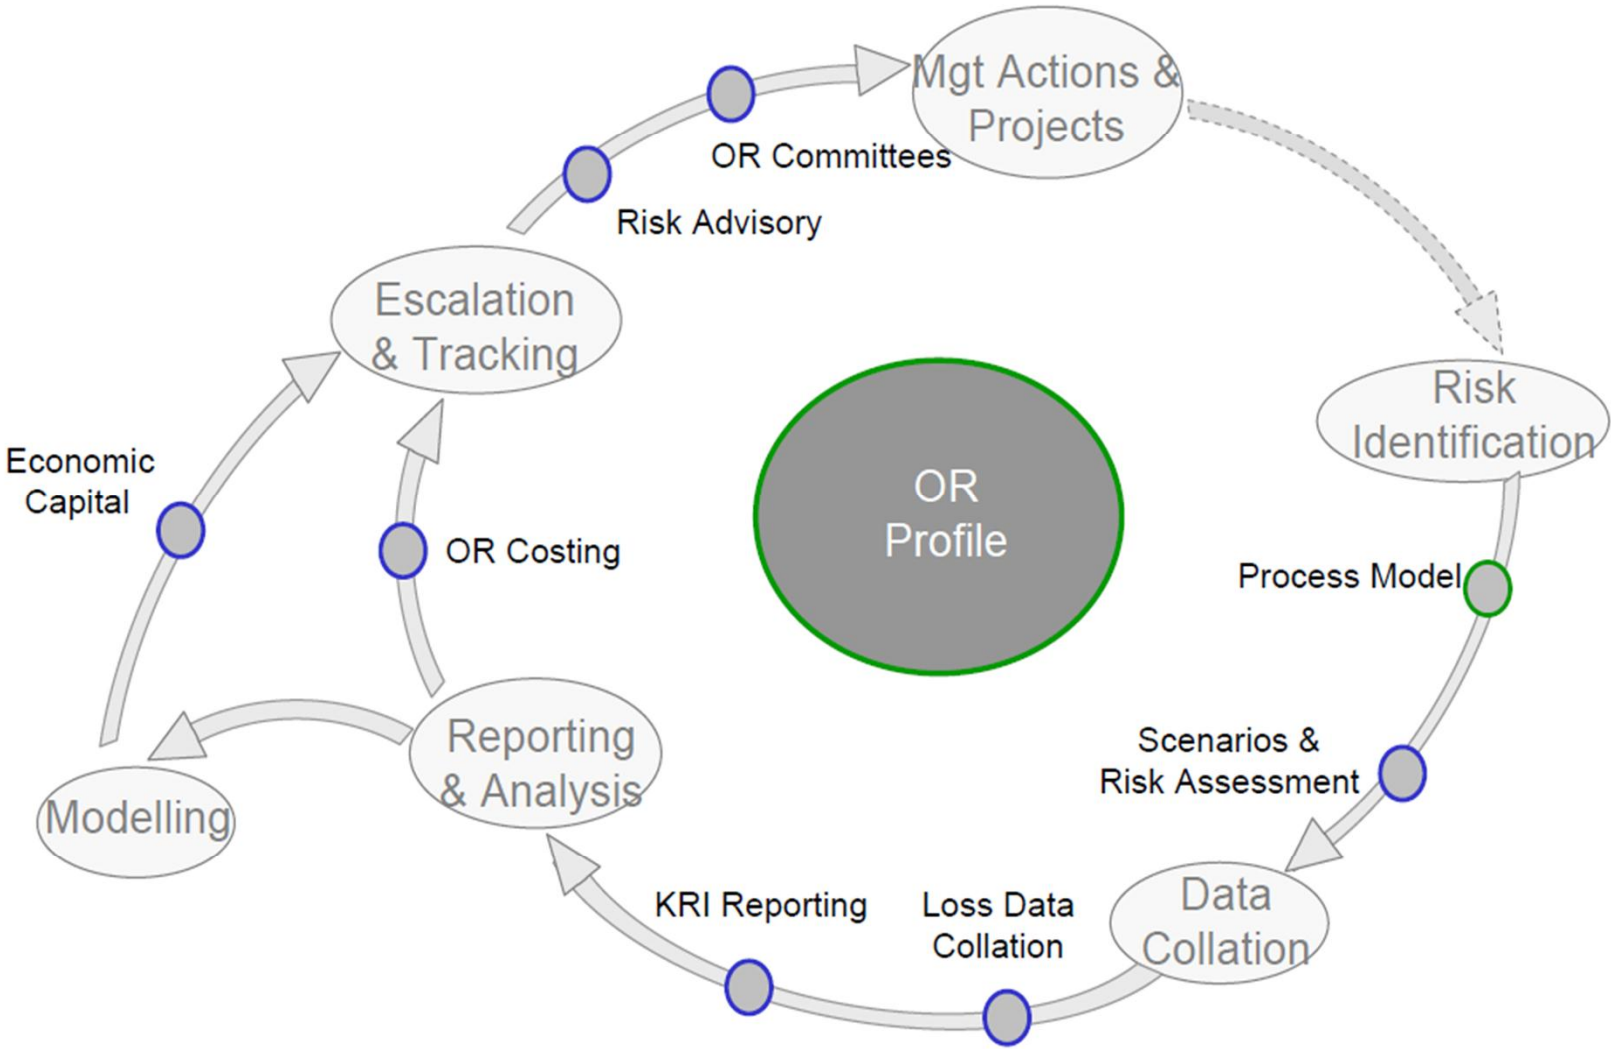 Mgt Actions &
Projects
OR Committees
Risk Advisory
Escalation
& Tracking
Risk
Identification
Economic
Capital
OR Costing
OR
Profile
Process Model
Scenarios &
Risk Assessment
Reporting
& Analysis
Modelling
KRI Reporting
Loss Data
Collation
Data
Collation